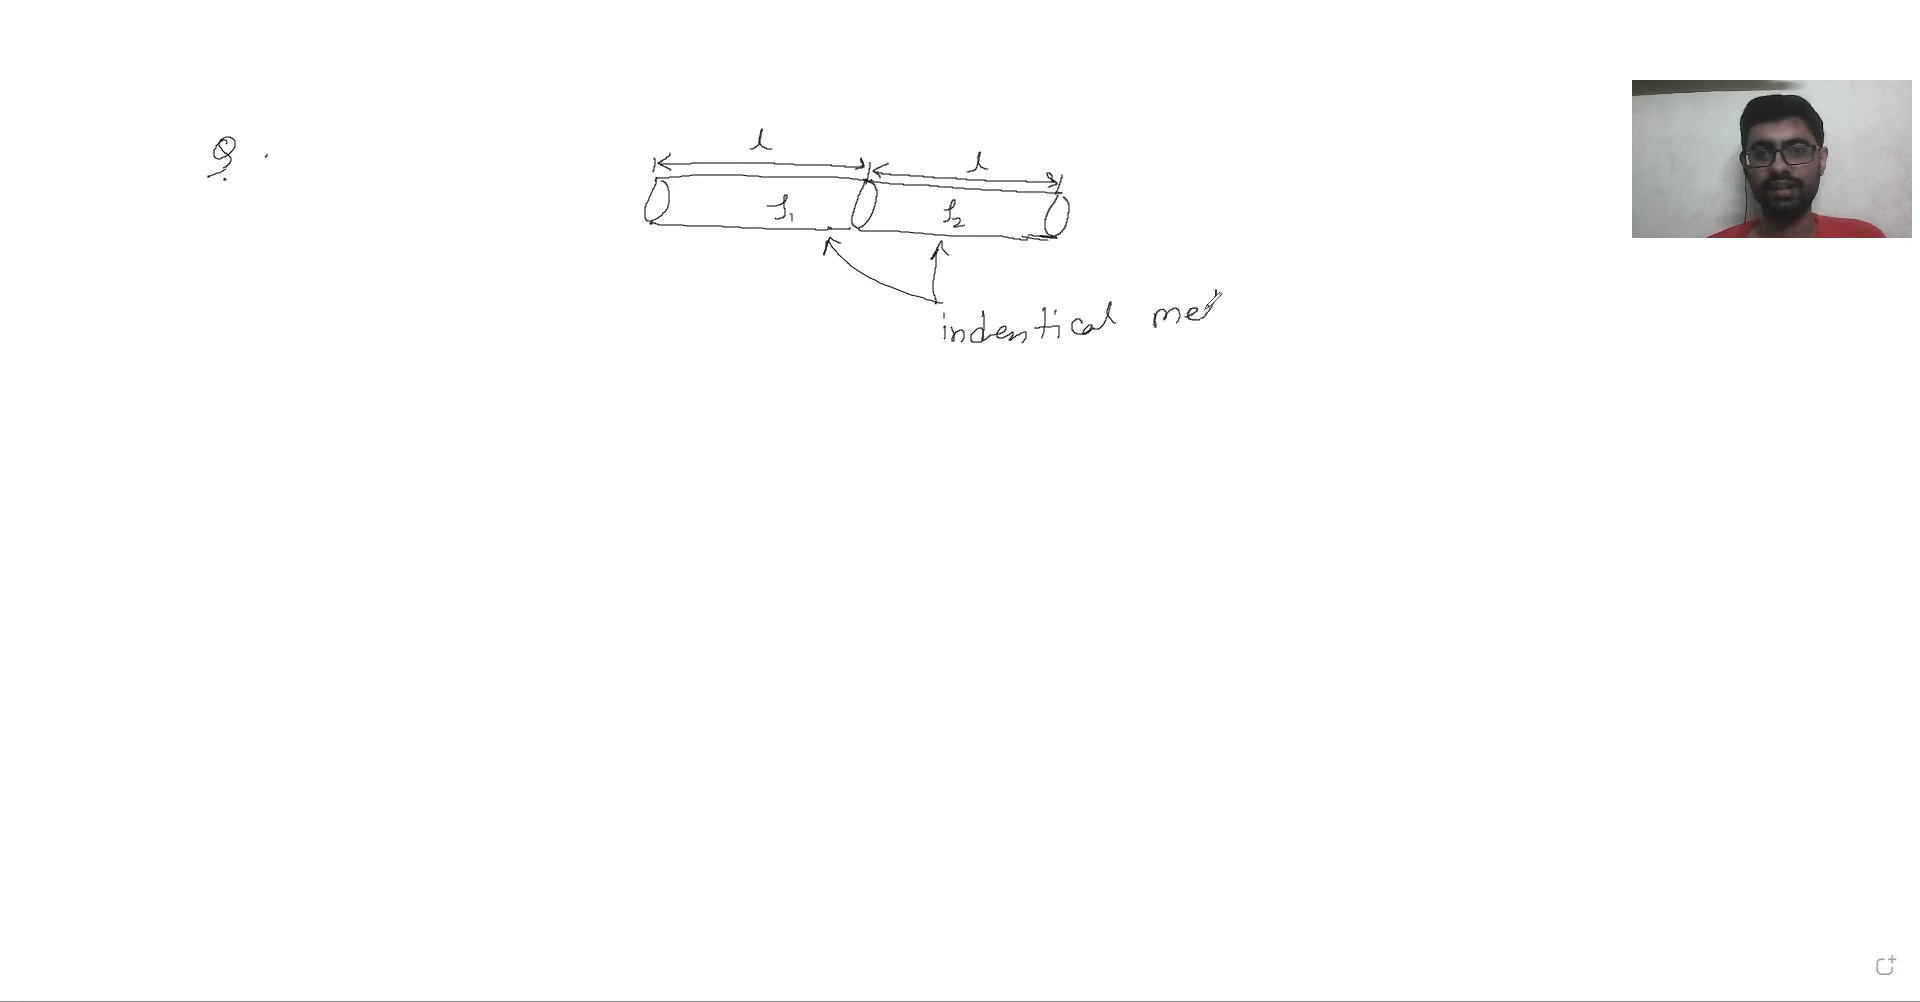 Q.
l
l
ρ₁
ρ₂
indentical me